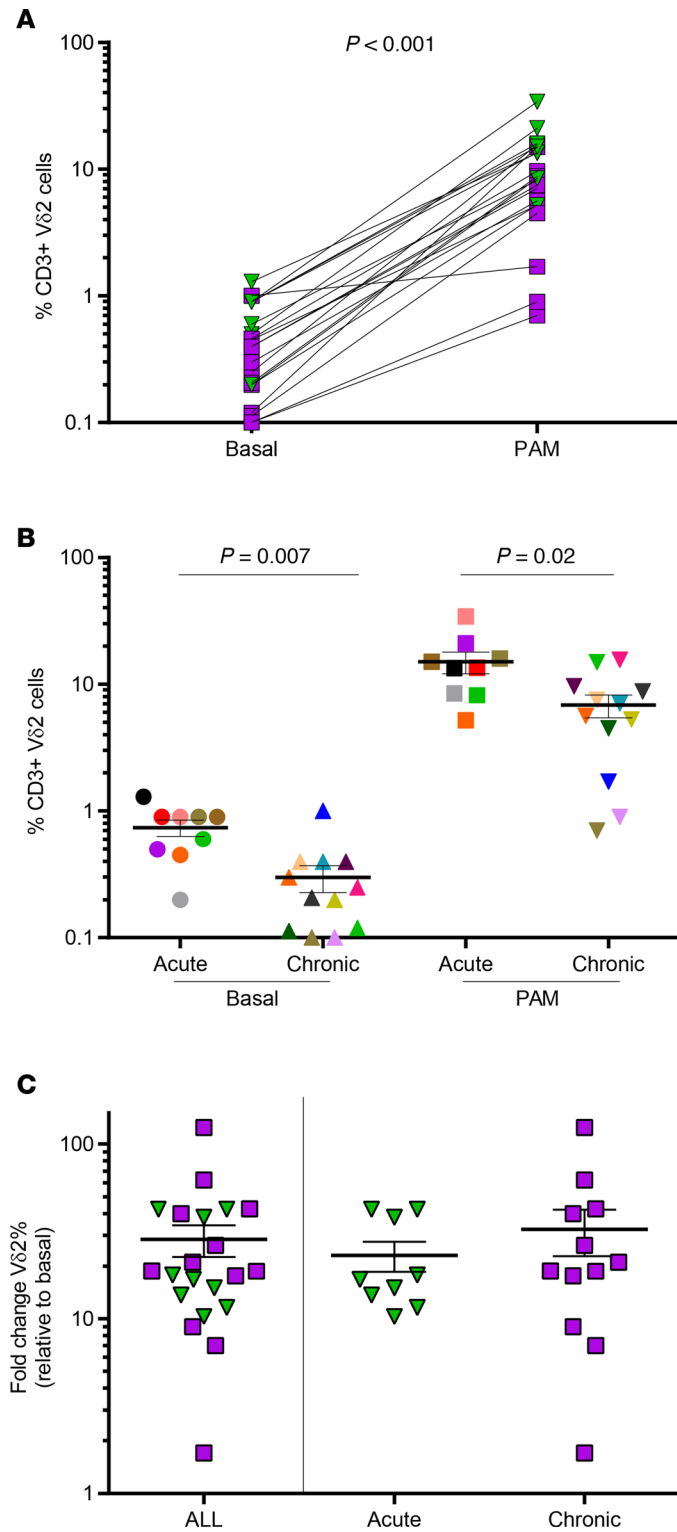 A
P < 0.001
% CD3+ Vδ2 cells
100
10
1
0.1
Basal
PAM
B
P = 0.007
P = 0.02
% CD3+ Vδ2 cells
100
10
1
0.1
Acute
Chronic
Acute
Chronic
Basal
PAM
C
Fold change Vδ2%
(relative to basal)
100
10
1
ALL
Acute
Chronic